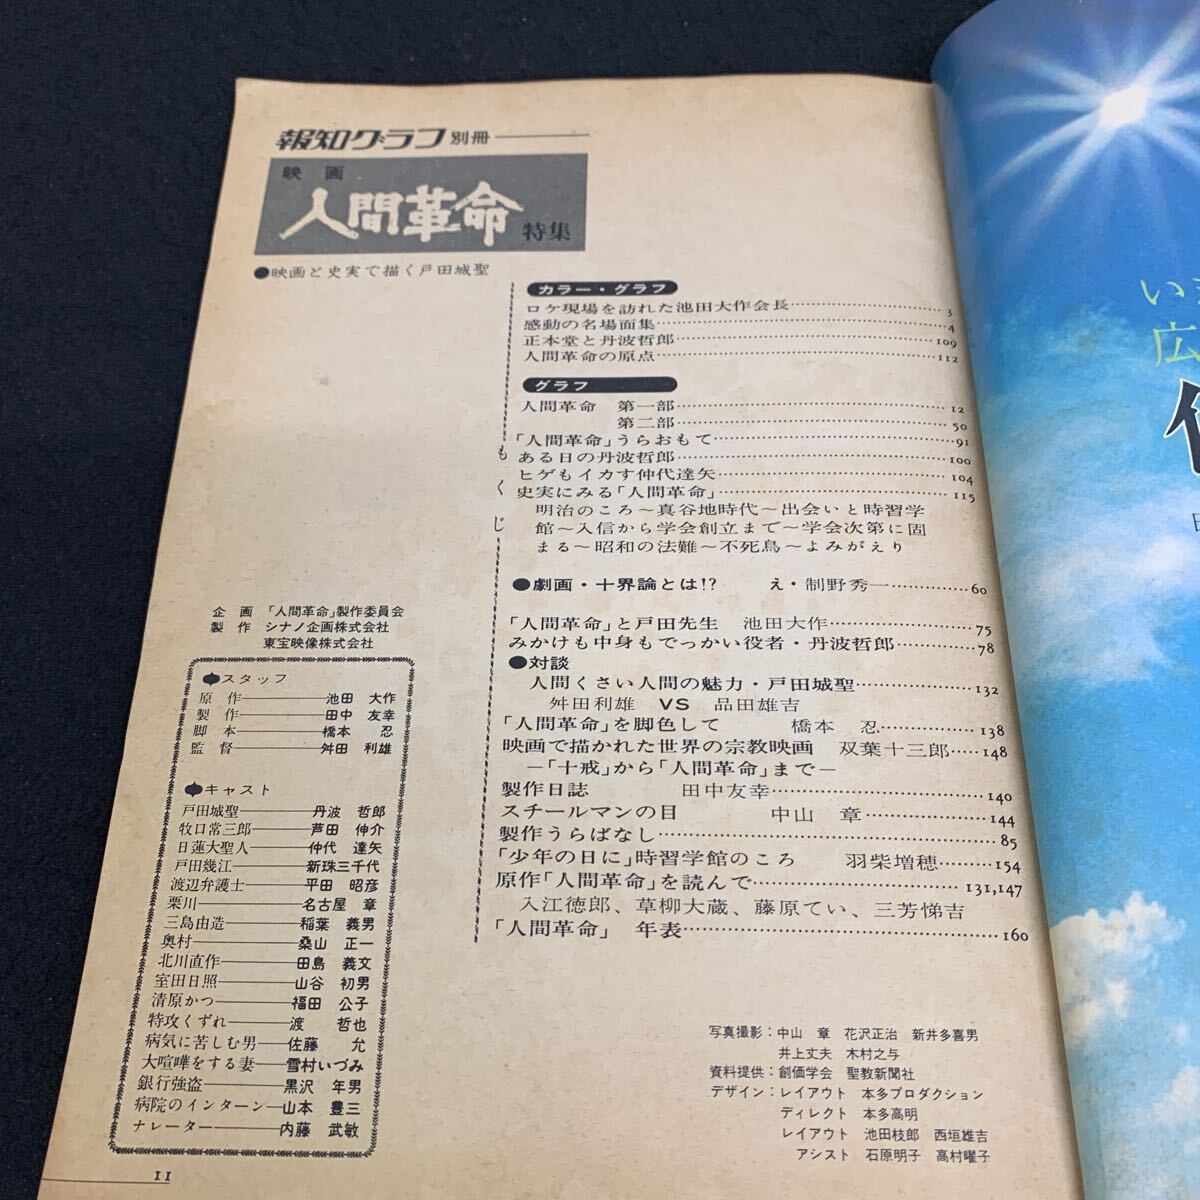 報知グラフ 別冊
映画
人間革命 特集
●映画と史実で描く戸田城聖
もくじ
カラー・グラフ
ロケ現場を訪れた池田大作会長 3
感動の名場面集 4
正本堂と丹波哲郎 109
人間革命の原点 112
グラフ
人間革命 第一部 12
第二部 50
「人間革命」うらおもて 91
ある日の丹波哲郎 100
ヒゲもイカす仲代達矢 104
史実にみる「人間革命」 115
明治のころ～真谷地時代～出会いと時習学
館～入信から学会創立まで～学会次第に固
まる～昭和の法難～不死鳥～よみがえり
●劇画・十界論とは!? え・制野秀一 60
「人間革命」と戸田先生 池田大作 75
みかけも中身もでっかい役者・丹波哲郎 78
●対談
人間くさい人間の魅力・戸田城聖 132
舛田利雄 VS 品田雄吉
「人間革命」を脚色して 橋本 忍 138
映画で描かれた世界の宗教映画 双葉十三郎 148
―「十戒」から「人間革命」まで―
製作日誌 田中友幸 140
スチールマンの目 中山 章 144
製作うらばなし 85
「少年の日に」時習学館のころ 羽柴増穂 154
原作「人間革命」を読んで 131,147
入江徳郎、草柳大蔵、藤原てい、三芳悌吉
「人間革命」 年表 160
企画 「人間革命」製作委員会
製作 シナノ企画株式会社
東宝映像株式会社
スタッフ
原作 池田 大作
製作 田中 友幸
脚本 橋本 忍
監督 舛田 利雄
キャスト
戸田城聖 丹波 哲郎
牧口常三郎 芦田 伸介
日蓮大聖人 仲代 達矢
戸田幾江 新珠三千代
渡辺弁護士 平田 昭彦
栗川 名古屋 章
三島由造 稲葉 義男
奥村 桑山 正一
北川直作 田島 義文
室田日照 山谷 初男
清原かつ 福田 公子
特攻くずれ 渡 哲也
病気に苦しむ男 佐藤 允
大喧嘩をする妻 雪村いづみ
銀行強盗 黒沢 年男
病院のインターン 山本 豊三
ナレーター 内藤 武敏
写真撮影：中山 章 花沢正治 新井多喜男
井上丈夫 木村之与
資料提供：創価学会 聖教新聞社
デザイン：レイアウト 本多プロダクション
ディレクト 本多高明
レイアウト 池田枝郎 西垣雄吉
アシスト 石原明子 高村曜子
11
い
広